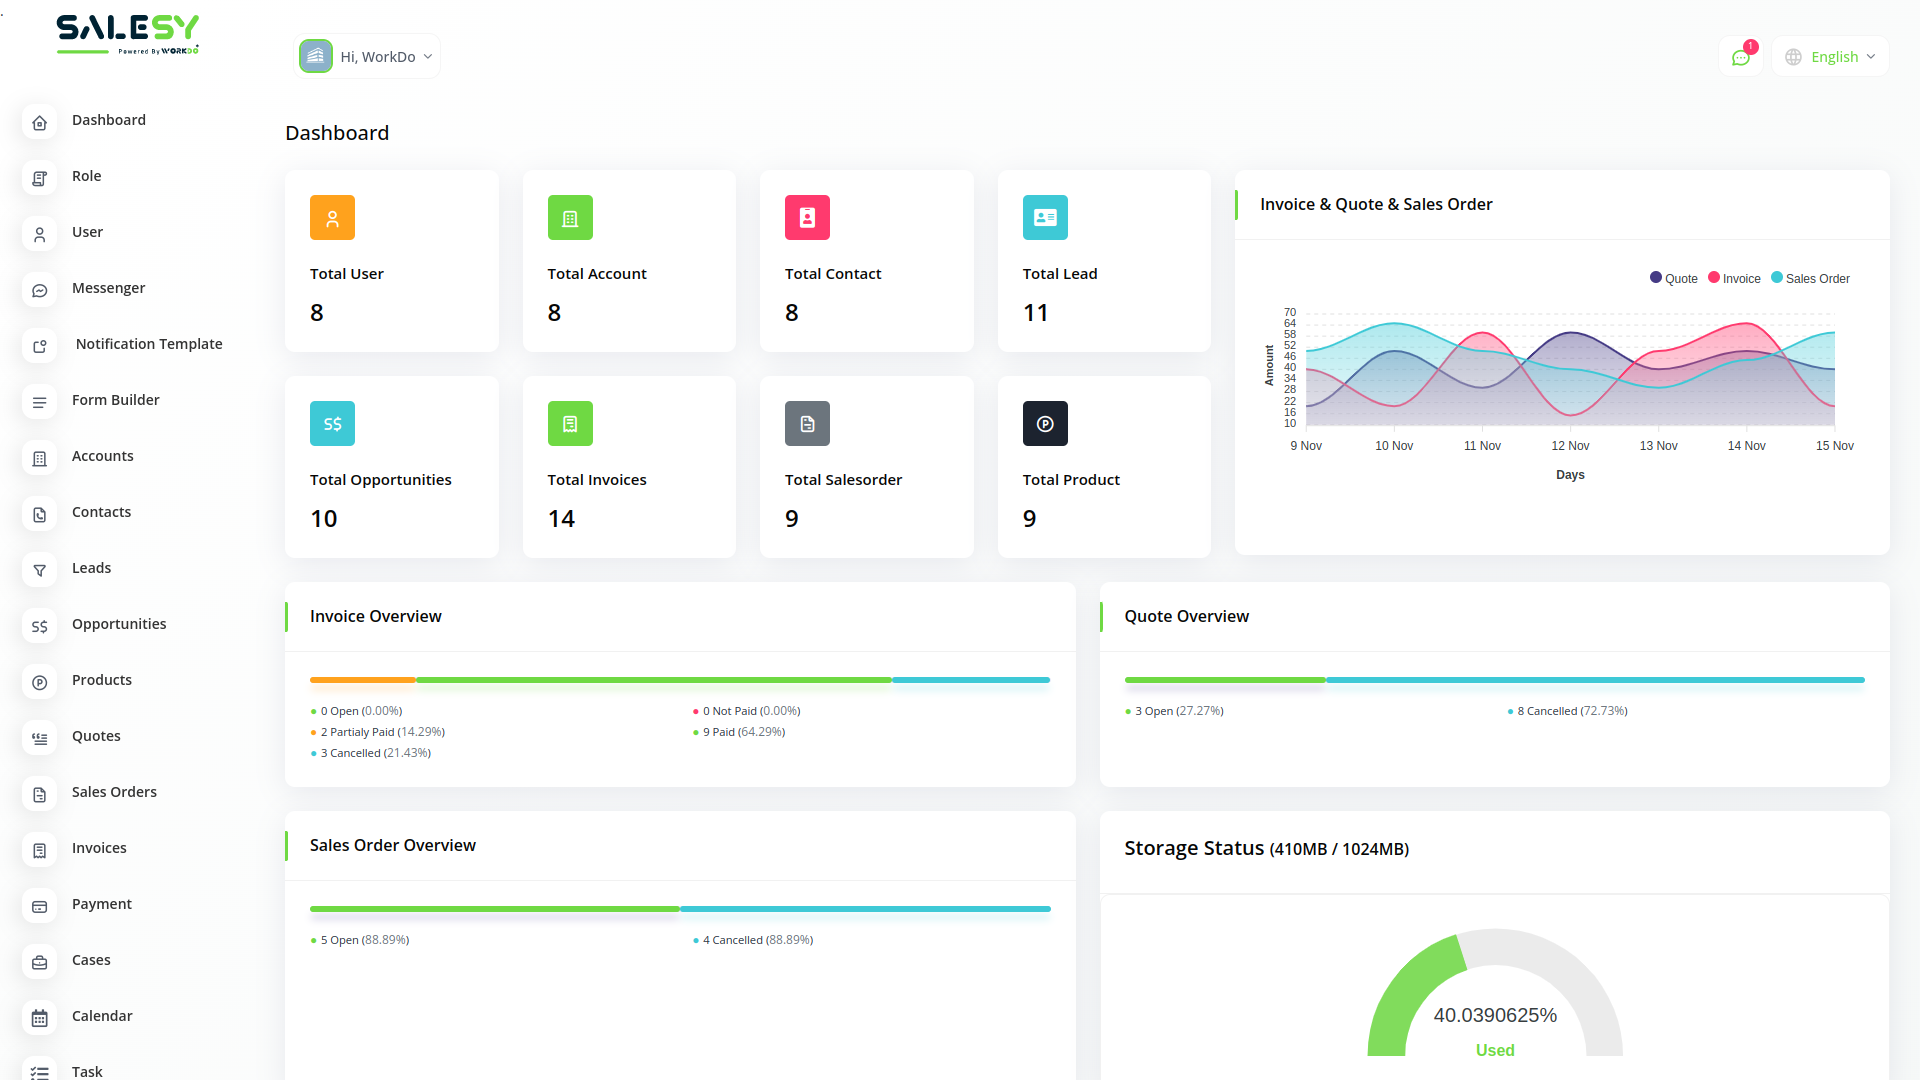 SALESY
Powered By WORKDO
Hi, WorkDo
1
English
Dashboard
Role
User
Messenger
Notification Template
Form Builder
Accounts
Contacts
Leads
Opportunities
Products
Quotes
Sales Orders
Invoices
Payment
Cases
Calendar
Task
Dashboard
Total User
8
Total Account
8
Total Contact
8
Total Lead
11
S$
Total Opportunities
10
Total Invoices
14
Total Salesorder
9
Total Product
9
Invoice & Quote & Sales Order
Quote Invoice Sales Order
70
64
58
52
46
40
34
28
22
16
10
Amount
9 Nov 10 Nov 11 Nov 12 Nov 13 Nov 14 Nov 15 Nov
Days
Invoice Overview
0 Open (0.00%)
0 Not Paid (0.00%)
2 Partialy Paid (14.29%)
9 Paid (64.29%)
3 Cancelled (21.43%)
Quote Overview
3 Open (27.27%)
8 Cancelled (72.73%)
Sales Order Overview
5 Open (88.89%)
4 Cancelled (88.89%)
Storage Status (410MB / 1024MB)
40.0390625%
Used